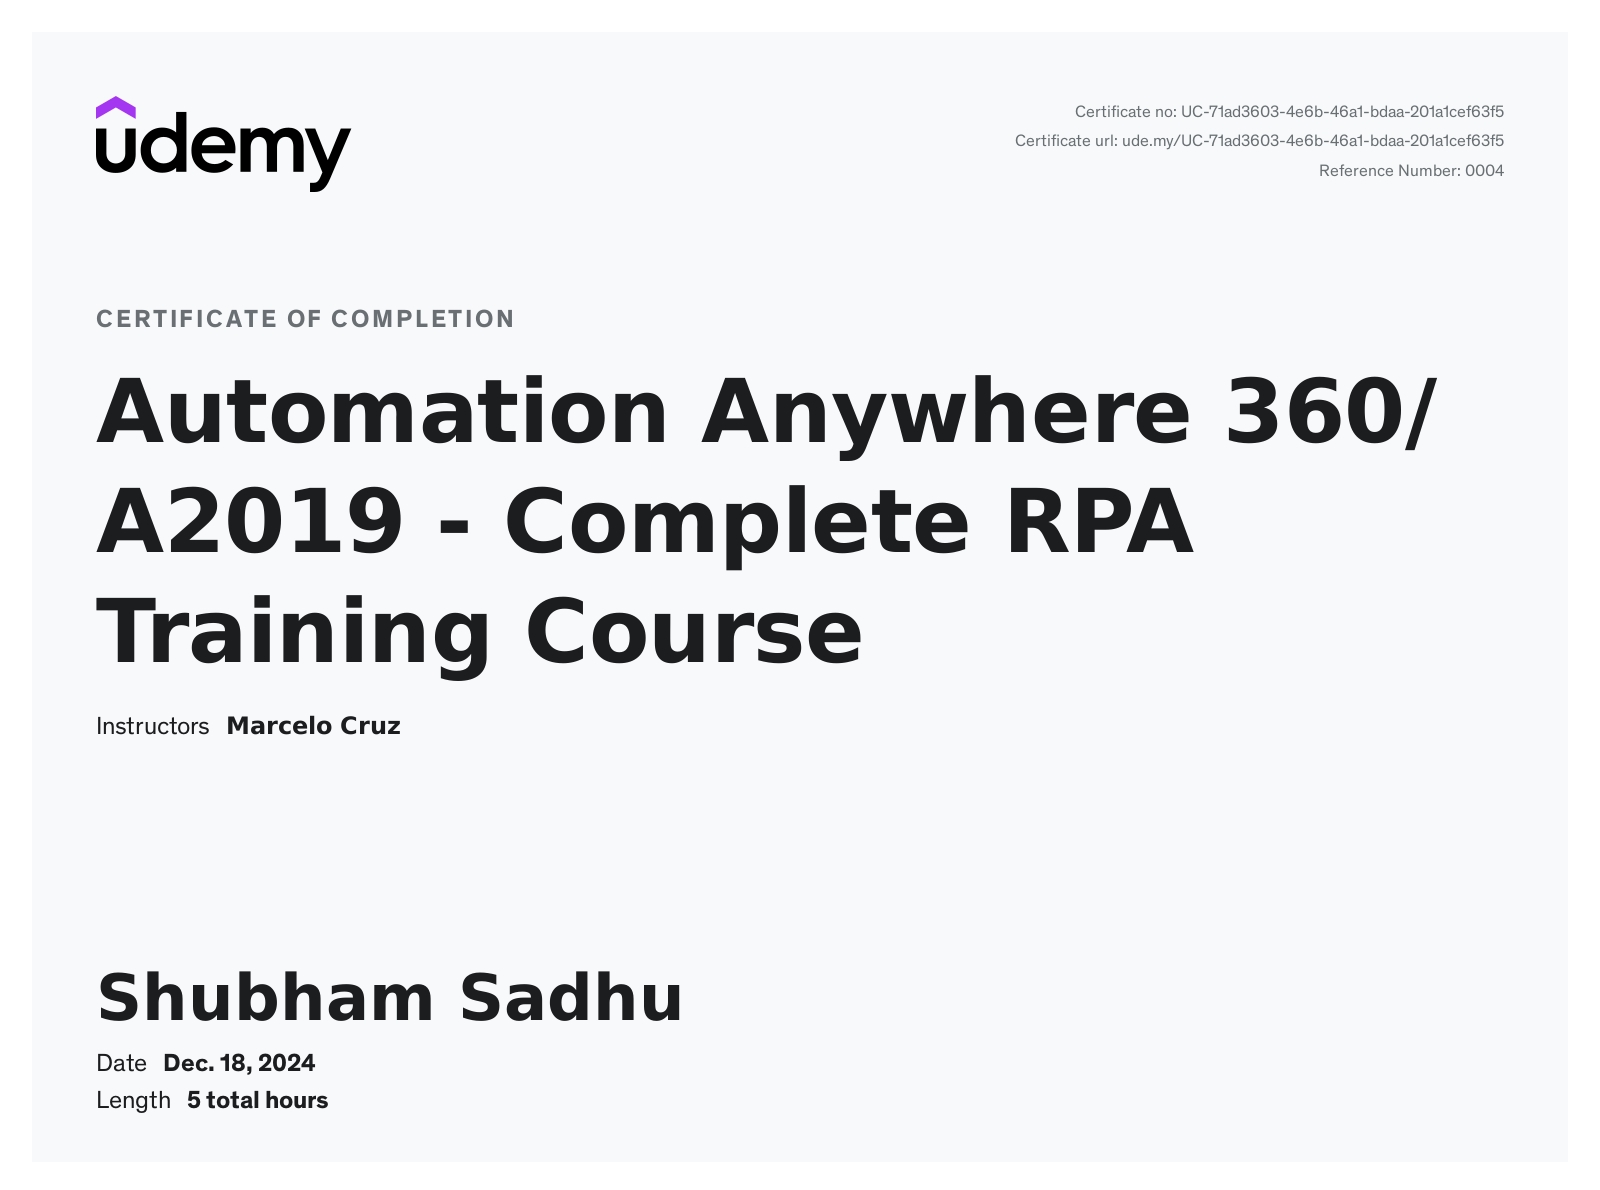 udemy
Certificate no: UC-71ad3603-4e6b-46a1-bdaa-201a1cef63f5
Certificate url: ude.my/UC-71ad3603-4e6b-46a1-bdaa-201a1cef63f5
Reference Number: 0004
CERTIFICATE OF COMPLETION
Automation Anywhere 360/
A2019 - Complete RPA
Training Course
Instructors Marcelo Cruz
Shubham Sadhu
Date Dec. 18, 2024
Length 5 total hours